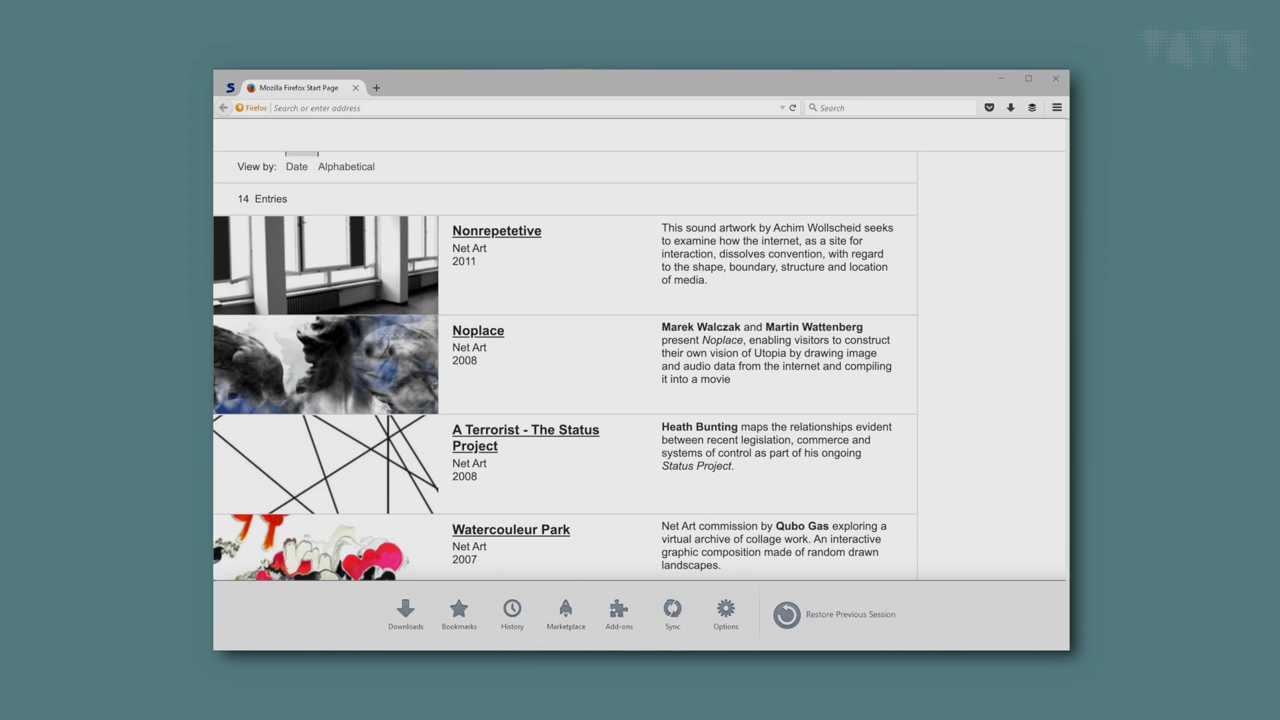 TATE
S
Mozilla Firefox Start Page
Firefox
Search or enter address
Search
View by: Date Alphabetical
14 Entries
Nonrepetetive
Net Art
2011
This sound artwork by Achim Wollscheid seeks
to examine how the internet, as a site for
interaction, dissolves convention, with regard
to the shape, boundary, structure and location
of media.
Noplace
Net Art
2008
Marek Walczak and Martin Wattenberg
present Noplace, enabling visitors to construct
their own vision of Utopia by drawing image
and audio data from the internet and compiling
it into a movie
A Terrorist - The Status
Project
Net Art
2008
Heath Bunting maps the relationships evident
between recent legislation, commerce and
systems of control as part of his ongoing
Status Project.
Watercouleur Park
Net Art
2007
Net Art commission by Qubo Gas exploring a
virtual archive of collage work. An interactive
graphic composition made of random drawn
landscapes.
Downloads
Bookmarks
History
Marketplace
Add-ons
Sync
Options
Restore Previous Session